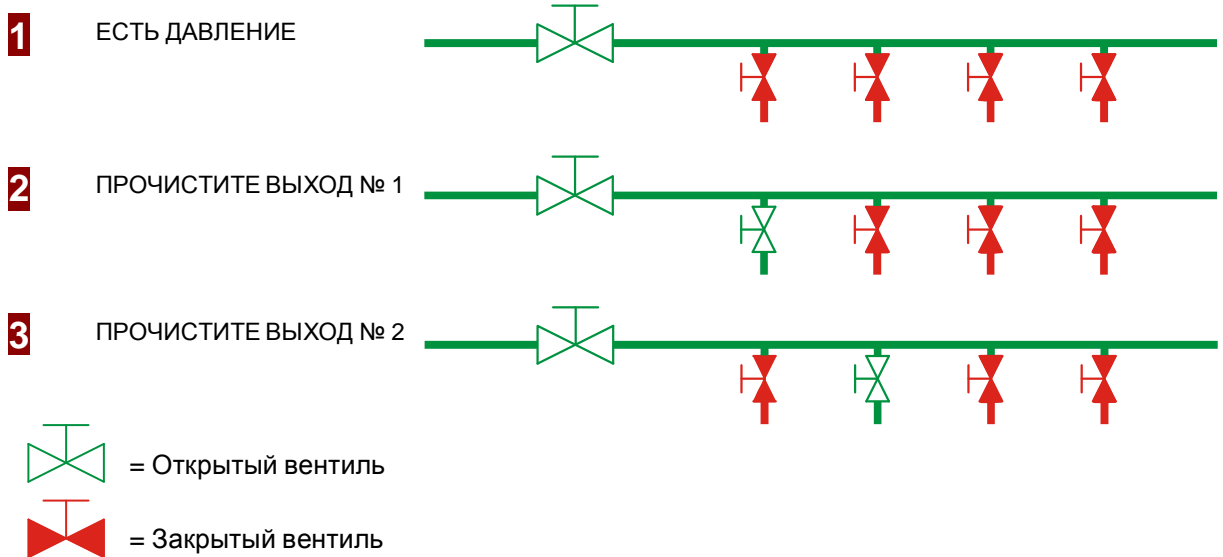 1 ЕСТЬ ДАВЛЕНИЕ
2 ПРОЧИСТИТЕ ВЫХОД № 1
3 ПРОЧИСТИТЕ ВЫХОД № 2
= Открытый вентиль
= Закрытый вентиль